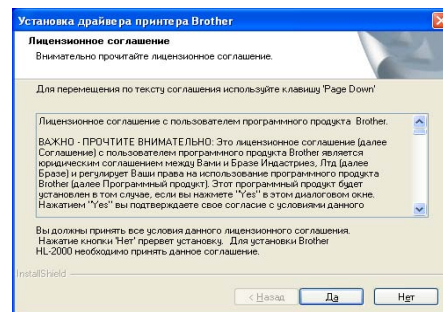 Установка драйвера принтера Brother
Лицензионное соглашение
Внимательно прочитайте лицензионное соглашение.
Для перемещения по тексту соглашения используйте клавишу 'Page Down'
Лицензионное соглашение с пользователем программного продукта Brother.
ВАЖНО - ПРОЧТИТЕ ВНИМАТЕЛЬНО: Это лицензионное соглашение (далее
Соглашение) с пользователем программного продукта Brother является
юридическим соглашением между Вами и Бразе Индастриез, Лтд (далее
Бразе) и регулирует Ваши права на использование программного продукта
Brother (далее Программный продукт). Этот программный продукт будет
установлен в том случае, если вы нажмете "Yes" в этом диалоговом окне.
Нажатием "Yes" вы подтверждаете свое согласие с условиями данного
Вы должны принять все условия данного лицензионного соглашения.
Нажатие кнопки 'Нет' прервет установку. Для установки Brother
HL-2000 необходимо принять данное соглашение.
InstallShield
< Назад Да Нет